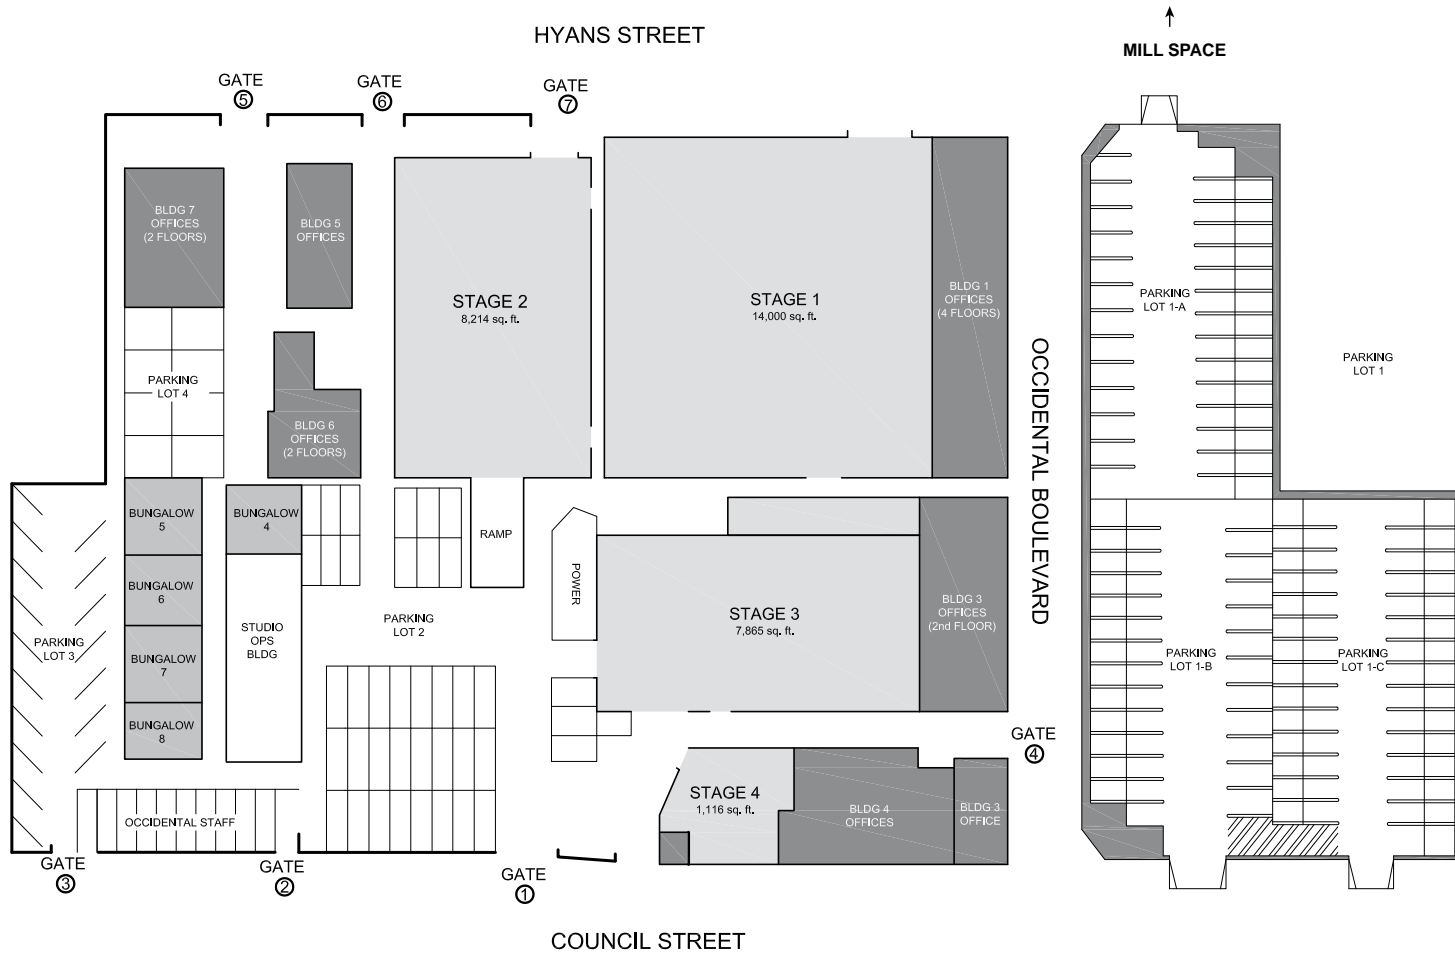 HYANS STREET
MILL SPACE
GATE
5
GATE
6
GATE
7
BLDG 7
OFFICES
(2 FLOORS)
BLDG 5
OFFICES
STAGE 2
8,214 sq. ft.
STAGE 1
14,000 sq. ft.
BLDG 1
OFFICES
(4 FLOORS)
PARKING
LOT 1-A
PARKING
LOT 1
PARKING
LOT 4
BLDG 6
OFFICES
(2 FLOORS)
OCCIDENTAL BOULEVARD
BUNGALOW
5
BUNGALOW
4
RAMP
POWER
BUNGALOW
6
PARKING
LOT 3
STUDIO
OPS
BLDG
PARKING
LOT 2
STAGE 3
7,865 sq. ft.
BLDG 3
OFFICES
(2nd FLOOR)
BUNGALOW
7
PARKING
LOT 1-B
PARKING
LOT 1-C
BUNGALOW
8
GATE
4
STAGE 4
1,116 sq. ft.
BLDG 4
OFFICES
BLDG 3
OFFICE
OCCIDENTAL STAFF
GATE
3
GATE
2
GATE
1
COUNCIL STREET